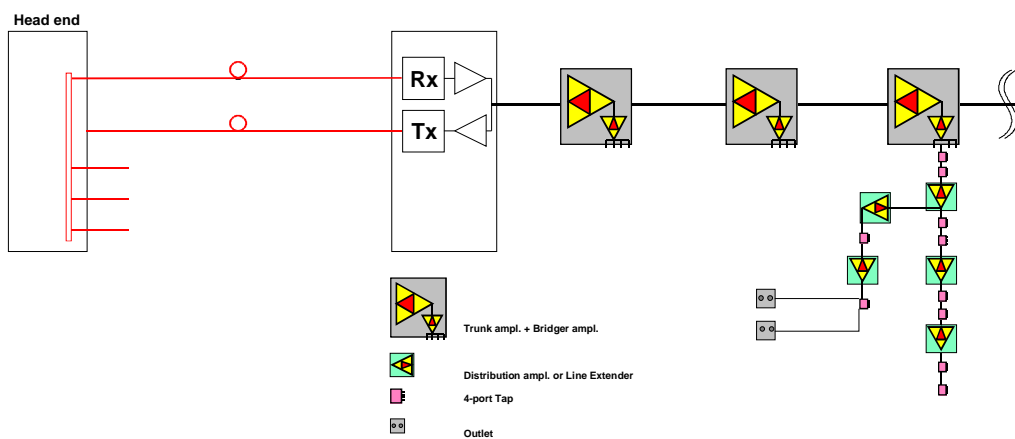 Head end
Rx
Tx
Trunk ampl. + Bridger ampl.
Distribution ampl. or Line Extender
4-port Tap
Outlet